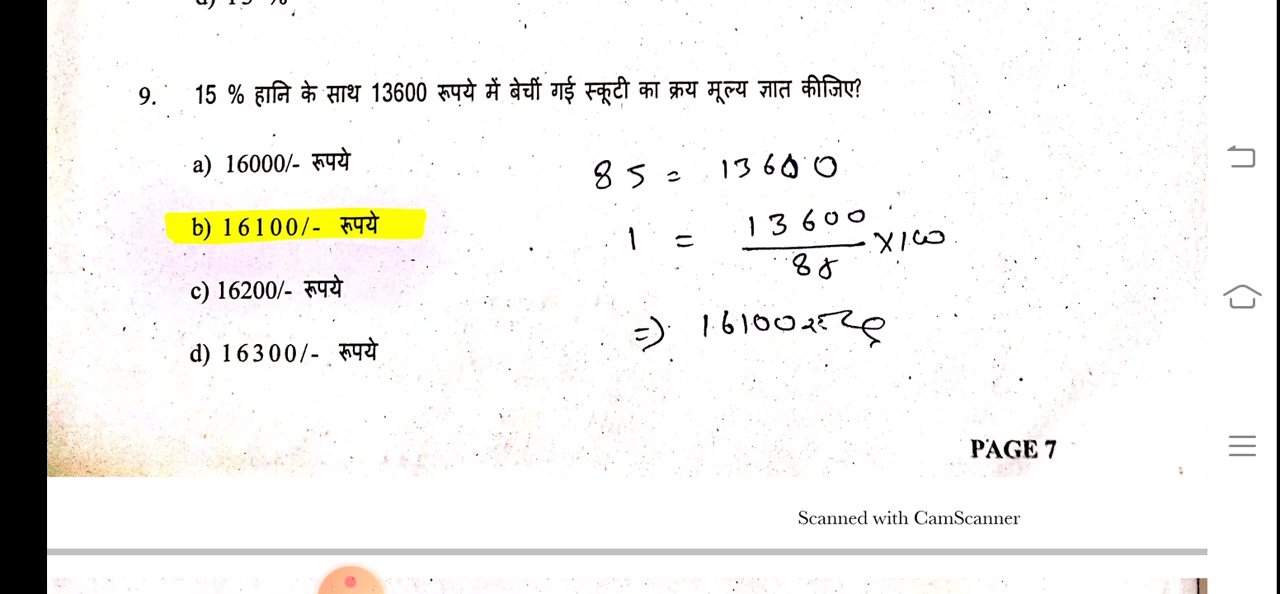 9. 15 % हानि के साथ 13600 रूपये में बेचीं गई स्कूटी का क्रय मूल्य ज्ञात कीजिए?
a) 16000/- रूपये
85 = 13600
b) 16100/- रूपये
1 = 13600/85 ×100
c) 16200/- रूपये
=) 16100
d) 16300/- रूपये
PAGE 7
Scanned with CamScanner